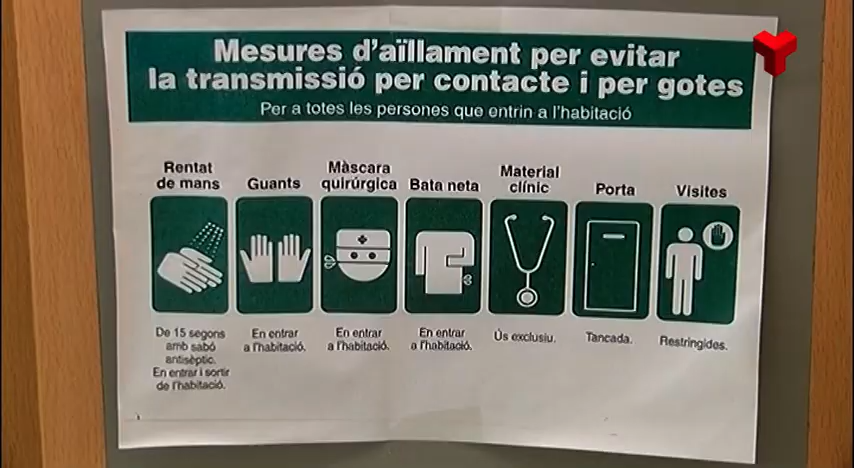 Mesures d'aïllament per evitar
la transmissió per contacte i per gotes
Per a totes les persones que entrin a l'habitació
Rentat
de mans
Guants
Màscara
quirúrgica
Bata neta
Material
clínic
Porta
Visites
De 15 segons
amb sabó
antisèptic.
En entrar i sortir
de l'habitació.
En entrar
a l'habitació.
En entrar
a l'habitació.
En entrar
a l'habitació.
Ús exclusiu.
Tancada.
Restringides.